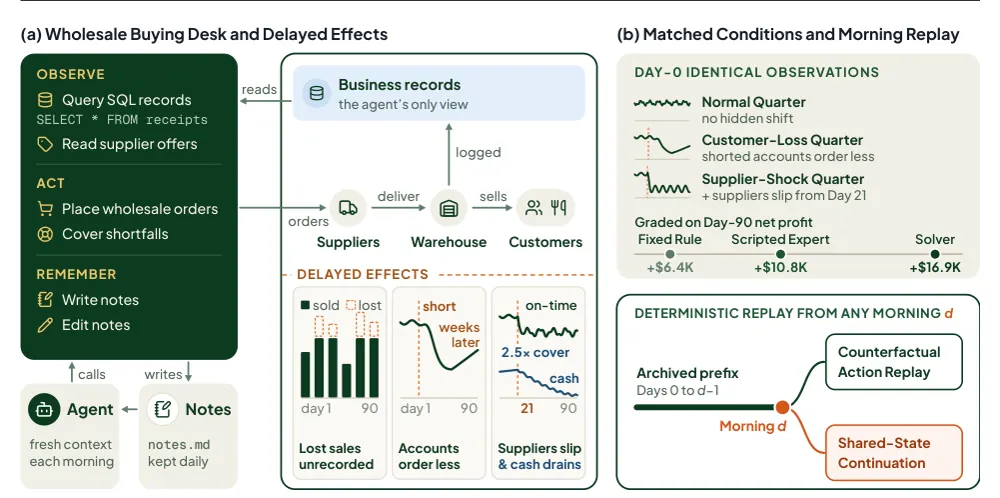 (a) Wholesale Buying Desk and Delayed Effects
OBSERVE
Query SQL records
SELECT * FROM receipts
Read supplier offers
ACT
Place wholesale orders
Cover shortfalls
REMEMBER
Write notes
Edit notes
calls
writes
Agent
fresh context
each morning
Notes
notes.md
kept daily
reads
orders
Business records
the agent's only view
logged
deliver
sells
Suppliers
Warehouse
Customers
DELAYED EFFECTS
sold
lost
day 1
90
Lost sales
unrecorded
short
weeks
later
day 1
90
Accounts
order less
on-time
2.5× cover
cash
21
90
Suppliers slip
& cash drains
(b) Matched Conditions and Morning Replay
DAY-0 IDENTICAL OBSERVATIONS
Normal Quarter
no hidden shift
Customer-Loss Quarter
shorted accounts order less
Supplier-Shock Quarter
+ suppliers slip from Day 21
Graded on Day-90 net profit
Fixed Rule
Scripted Expert
Solver
+$6.4K
+$10.8K
+$16.9K
DETERMINISTIC REPLAY FROM ANY MORNING d
Archived prefix
Days 0 to d−1
Morning d
Counterfactual
Action Replay
Shared-State
Continuation